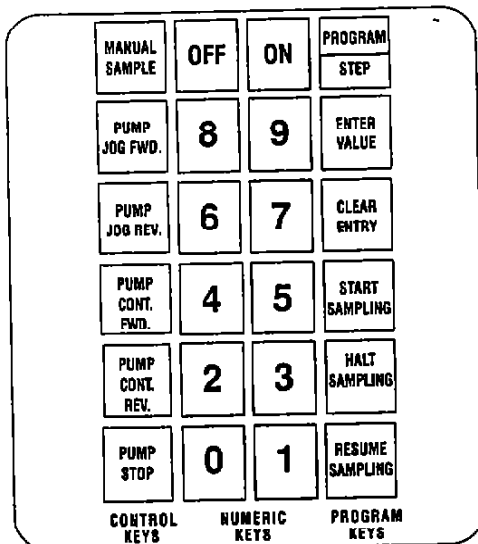 MANUAL
SAMPLE
OFF
ON
PROGRAM
STEP
PUMP
JOG FWD.
8
9
ENTER
VALUE
PUMP
JOG REV.
6
7
CLEAR
ENTRY
PUMP
CONT.
FWD.
4
5
START
SAMPLING
PUMP
CONT.
REV.
2
3
HALT
SAMPLING
PUMP
STOP
0
1
RESUME
SAMPLING
CONTROL
KEYS
NUMERIC
KEYS
PROGRAM
KEYS